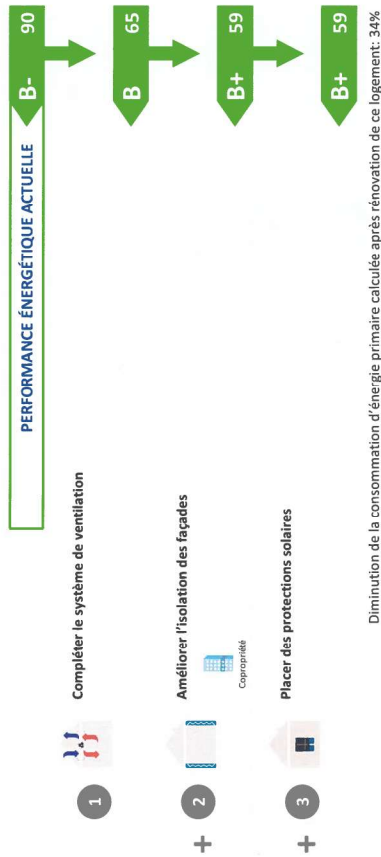 PERFORMANCE ÉNERGÉTIQUE ACTUELLE
B- 90
1 Compléter le système de ventilation
B 65
+ 2 Améliorer l'isolation des façades
Copropriété
B+ 59
+ 3 Placer des protections solaires
B+ 59
Diminution de la consommation d'énergie primaire calculée après rénovation de ce logement: 34%